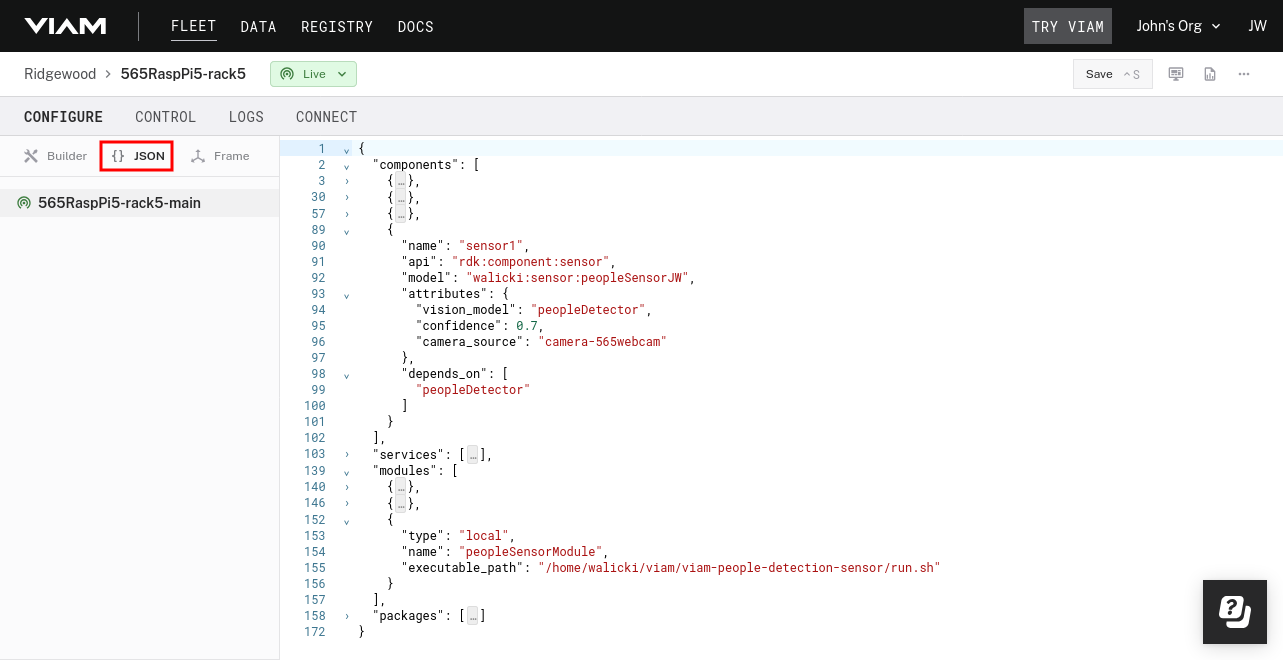 VIAM FLEET DATA REGISTRY DOCS TRY VIAM John's Org JW
Ridgewood > 565RaspPi5-rack5 Live Save ^ S ...
CONFIGURE CONTROL LOGS CONNECT
Builder {} JSON Frame
565RaspPi5-rack5-main
1 {
2 "components": [
3 {…},
30 {…},
57 {…},
89 {
90 "name": "sensor1",
91 "api": "rdk:component:sensor",
92 "model": "walicki:sensor:peopleSensorJW",
93 "attributes": {
94 "vision_model": "peopleDetector",
95 "confidence": 0.7,
96 "camera_source": "camera-565webcam"
97 },
98 "depends_on": [
99 "peopleDetector"
100 ]
101 }
102 ],
103 "services": […],
139 "modules": [
140 {…},
146 {…},
152 {
153 "type": "local",
154 "name": "peopleSensorModule",
155 "executable_path": "/home/walicki/viam/viam-people-detection-sensor/run.sh"
156 }
157 ],
158 "packages": […]
172 }
?